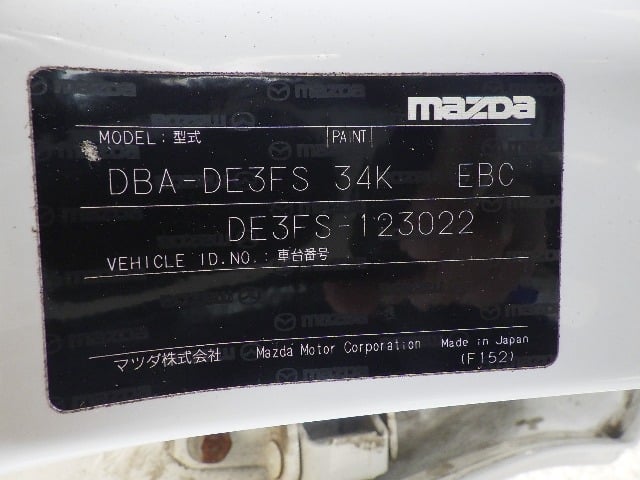 mazda
MODEL: 型式 PAINT
DBA-DE3FS 34K EBC
DE3FS-123022
VEHICLE ID.NO.: 車台番号
マツダ株式会社 Mazda Motor Corporation Made in Japan
(F152)